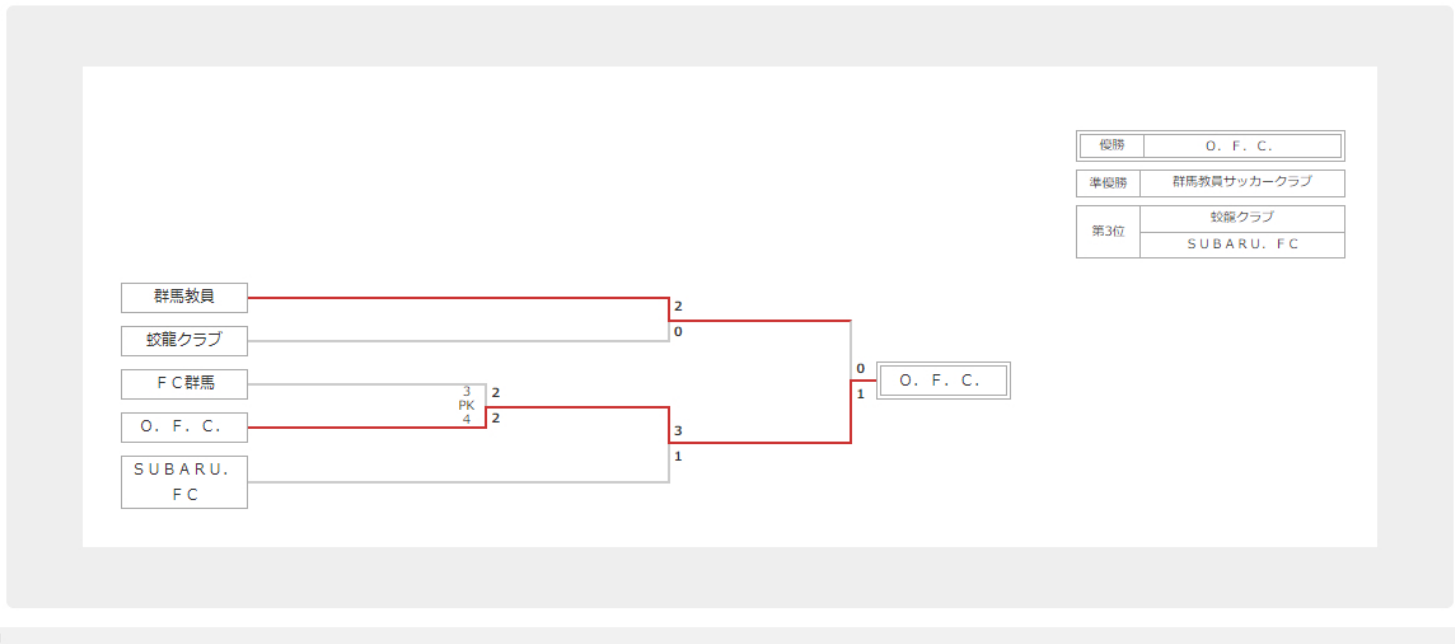 優勝 Ｏ．Ｆ．Ｃ．
準優勝 群馬教員サッカークラブ
第3位 蛟龍クラブ
ＳＵＢＡＲＵ．ＦＣ
群馬教員
2
蛟龍クラブ
0
ＦＣ群馬
3
2
PK
0
Ｏ．Ｆ．Ｃ．
1
4
2
Ｏ．Ｆ．Ｃ．
3
1
ＳＵＢＡＲＵ．
ＦＣ